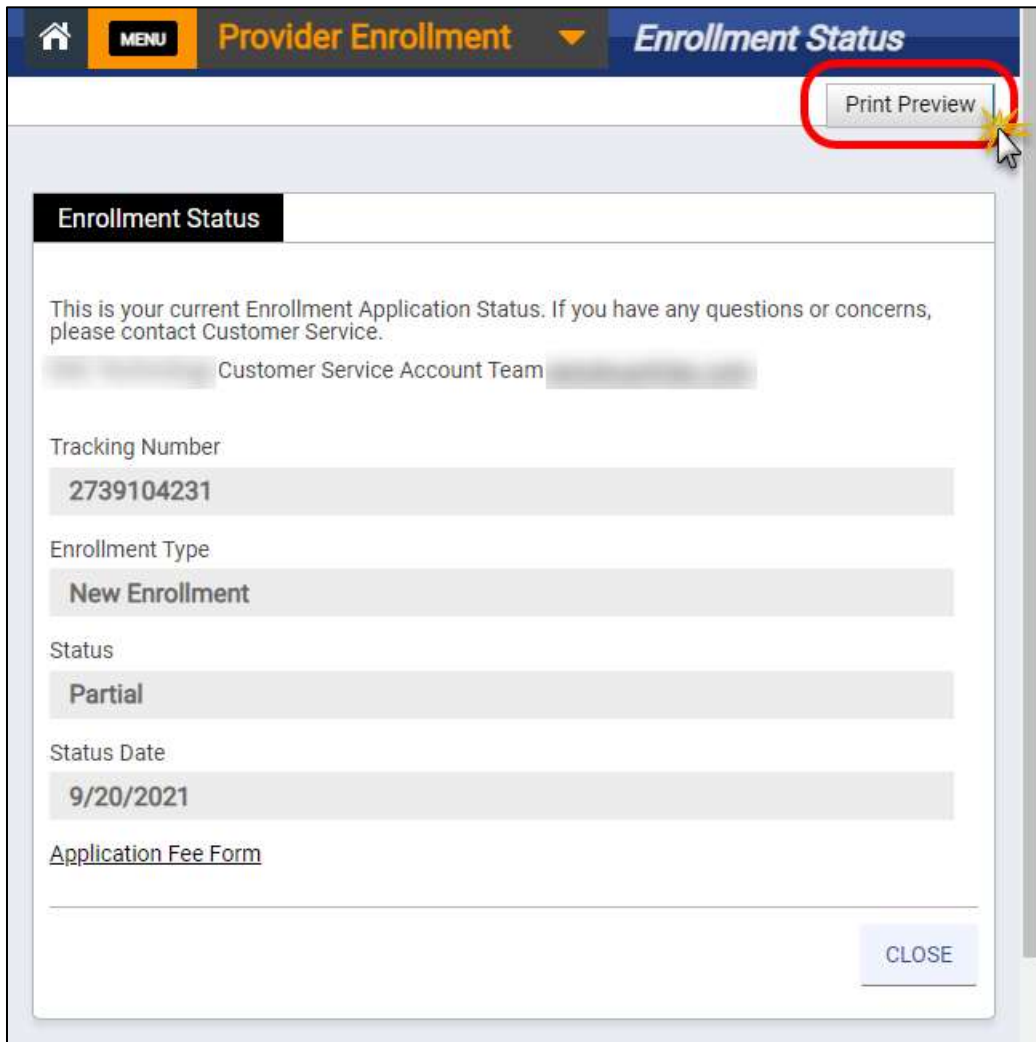 MENU Provider Enrollment Enrollment Status
Print Preview
Enrollment Status
This is your current Enrollment Application Status. If you have any questions or concerns,
please contact Customer Service.
Customer Service Account Team
Tracking Number
2739104231
Enrollment Type
New Enrollment
Status
Partial
Status Date
9/20/2021
Application Fee Form
CLOSE